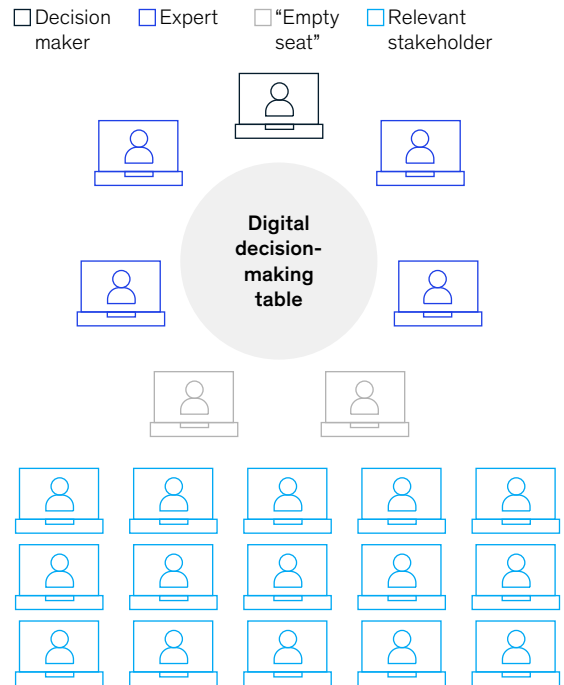 Decision maker
Expert
“Empty seat”
Relevant stakeholder
Digital
decision-
making
table